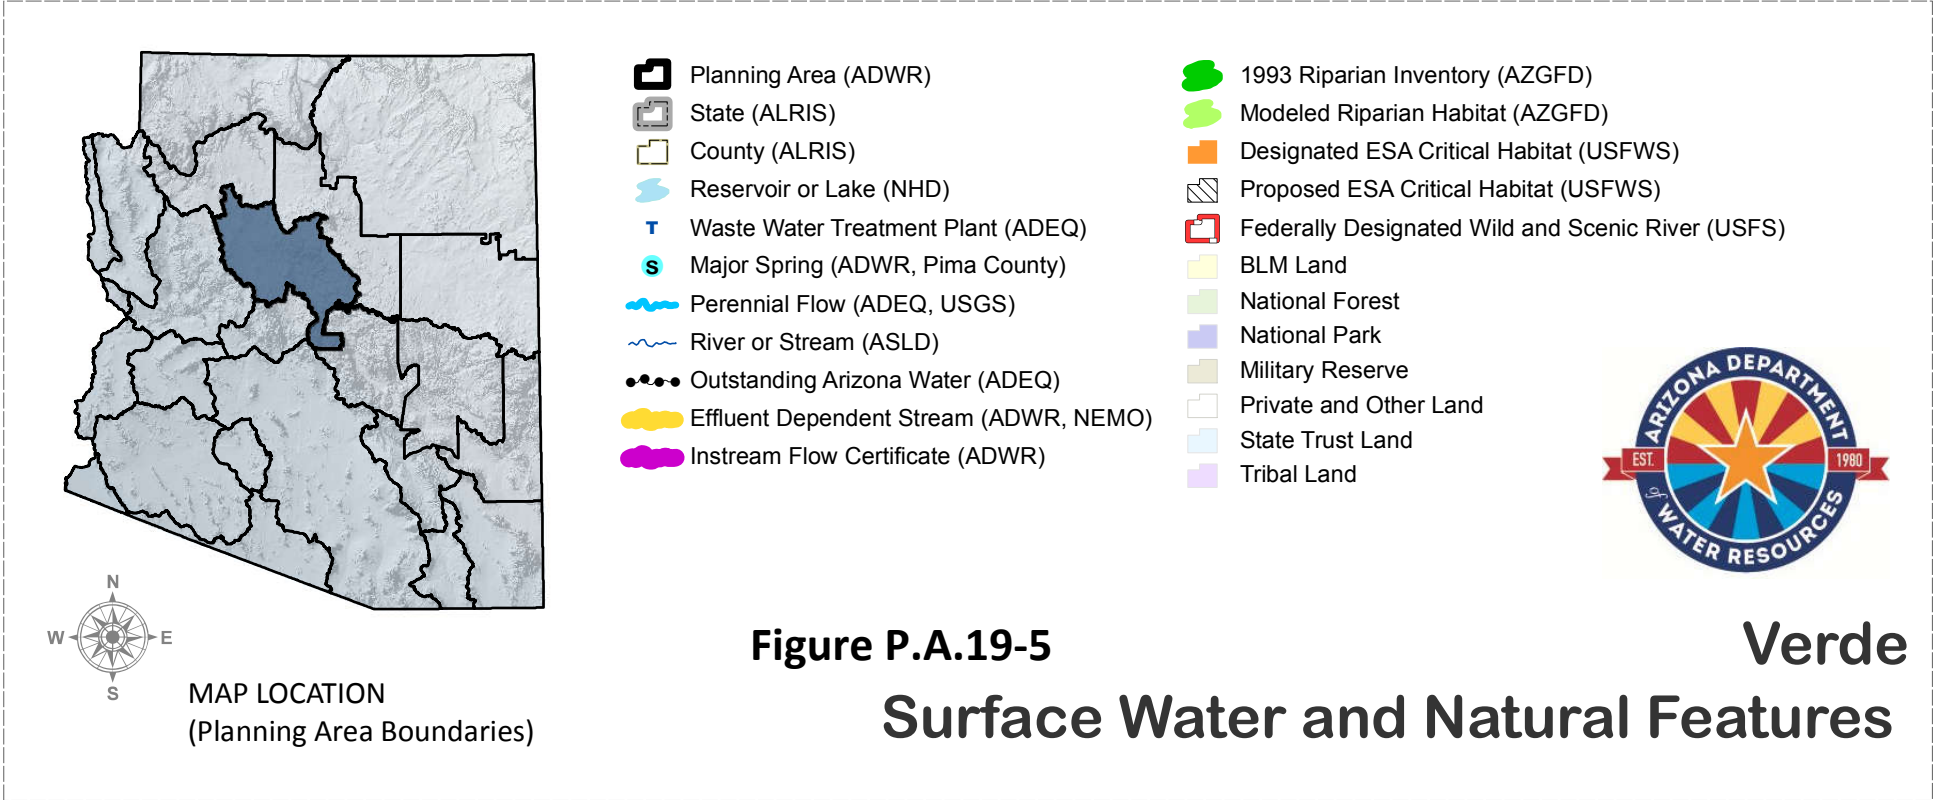 Planning Area (ADWR)
State (ALRIS)
County (ALRIS)
Reservoir or Lake (NHD)
T Waste Water Treatment Plant (ADEQ)
S Major Spring (ADWR, Pima County)
Perennial Flow (ADEQ, USGS)
River or Stream (ASLD)
Outstanding Arizona Water (ADEQ)
Effluent Dependent Stream (ADWR, NEMO)
Instream Flow Certificate (ADWR)
1993 Riparian Inventory (AZGFD)
Modeled Riparian Habitat (AZGFD)
Designated ESA Critical Habitat (USFWS)
Proposed ESA Critical Habitat (USFWS)
Federally Designated Wild and Scenic River (USFS)
BLM Land
National Forest
National Park
Military Reserve
Private and Other Land
State Trust Land
Tribal Land
ARIZONA DEPARTMENT
EST. 1980
of WATER RESOURCES
N
W E
S
MAP LOCATION
(Planning Area Boundaries)
Figure P.A.19-5
Verde
Surface Water and Natural Features